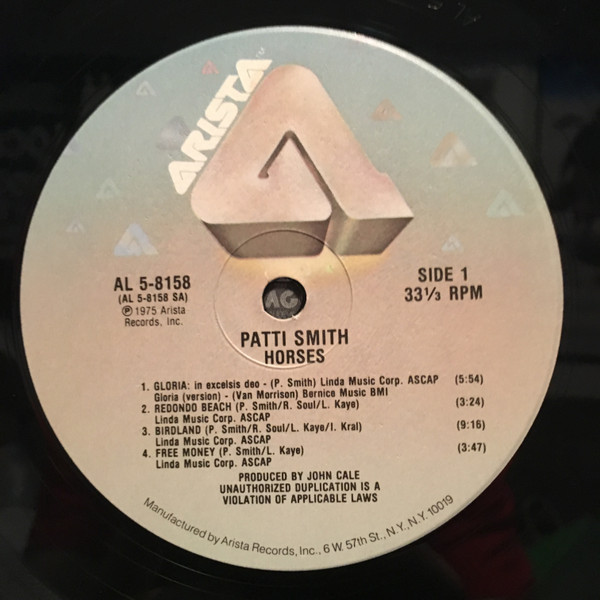 ARISTA
AL 5-8158
(AL 5-8158 SA)
℗ 1975 Arista
Records, Inc.
SIDE 1
33⅓ RPM
AG
PATTI SMITH
HORSES
1. GLORIA: in excelsis deo - (P. Smith) Linda Music Corp. ASCAP (5:54)
Gloria (version) - (Van Morrison) Bernice Music BMI
2. REDONDO BEACH (P. Smith/R. Soul/L. Kaye) (3:24)
Linda Music Corp. ASCAP
3. BIRDLAND (P. Smith/R. Soul/L. Kaye/I. Kral) (9:16)
Linda Music Corp. ASCAP
4. FREE MONEY (P. Smith/L. Kaye) (3:47)
Linda Music Corp. ASCAP
PRODUCED BY JOHN CALE
UNAUTHORIZED DUPLICATION IS A
VIOLATION OF APPLICABLE LAWS
Manufactured by Arista Records, Inc., 6 W. 57th St., N.Y., N.Y. 10019